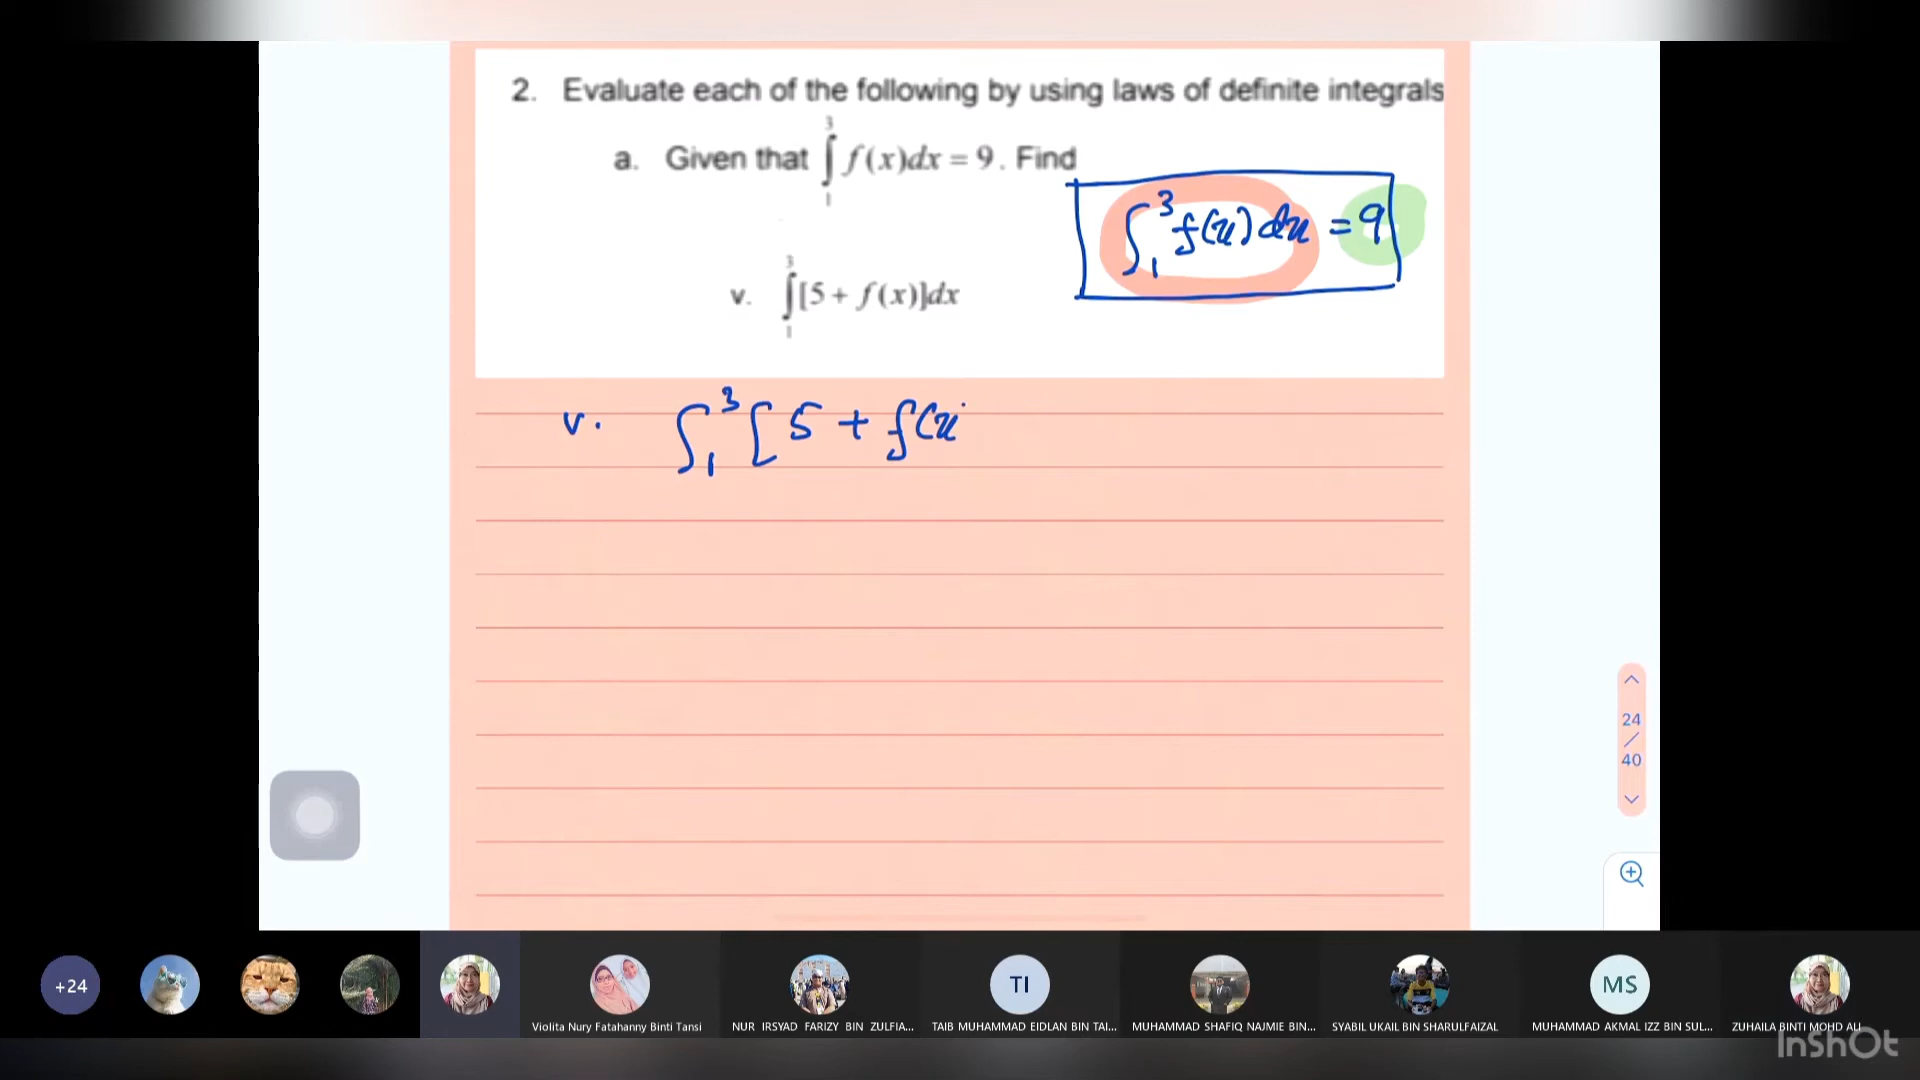 2. Evaluate each of the following by using laws of definite integrals
a. Given that ∫₁³ f(x)dx = 9. Find
∫₁³ f(x) dx = 9
v. ∫₁³ [5 + f(x)]dx
v. ∫₁³ [5 + f(x
24
/
40
+24
TI
MS
Violita Nury Fatahanny Binti Tansi
NUR IRSYAD FARIZY BIN ZULFIA...
TAIB MUHAMMAD EIDLAN BIN TAI...
MUHAMMAD SHAFIQ NAJMIE BIN...
SYABIL UKAIL BIN SHARULFAIZAL
MUHAMMAD AKMAL IZZ BIN SUL...
ZUHAILA BINTI MOHD ALI
InShOt